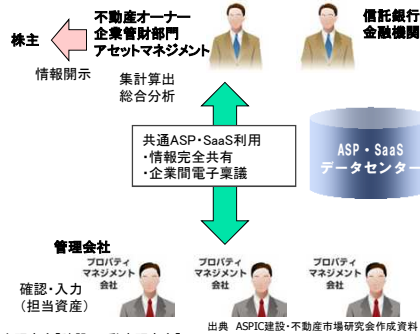 不動産オーナー
企業管財部門
アセットマネジメント
株主
情報開示
集計算出
総合分析
信託銀行
金融機関
共通ASP・SaaS利用
・情報完全共有
・企業間電子稟議
ASP・SaaS
データセンター
管理会社
確認・入力
(担当資産)
プロパティ
マネジメント
会社
プロパティ
マネジメント
会社
プロパティ
マネジメント
会社
出典 ASPIC建設・不動産市場研究会作成資料